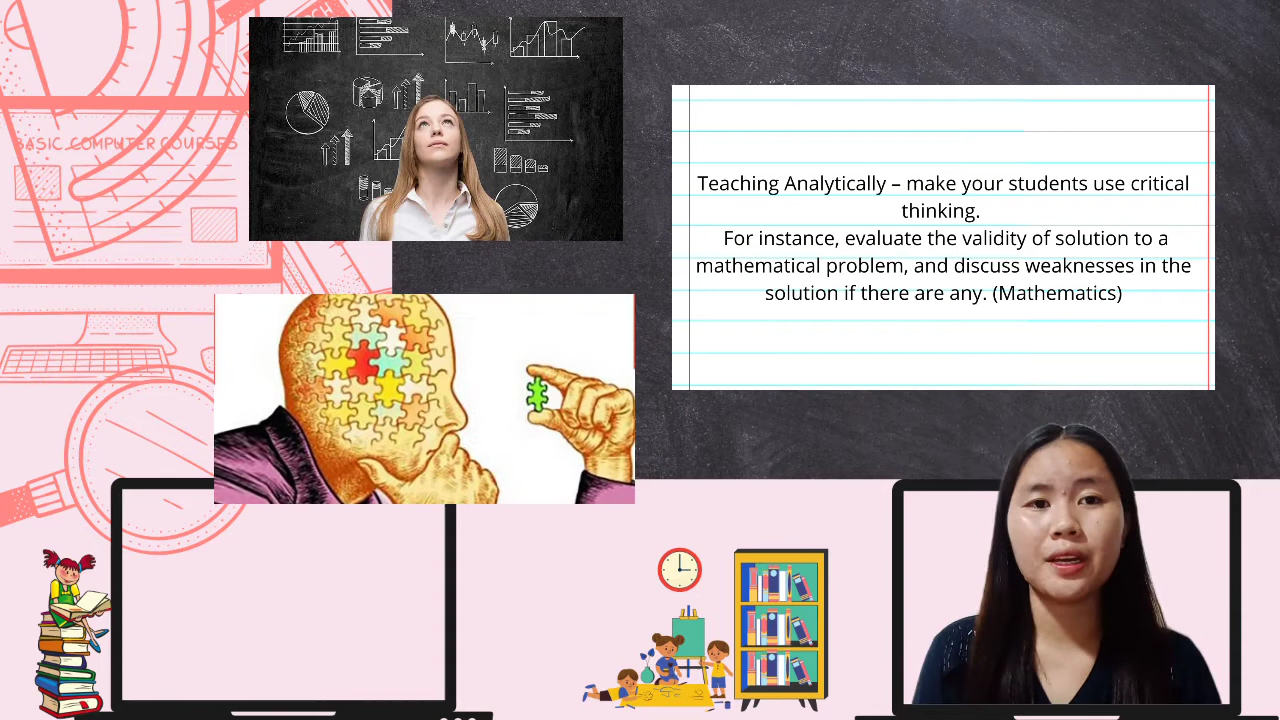 BASIC COMPUTER COURSES
Teaching Analytically – make your students use critical
thinking.
For instance, evaluate the validity of solution to a
mathematical problem, and discuss weaknesses in the
solution if there are any. (Mathematics)